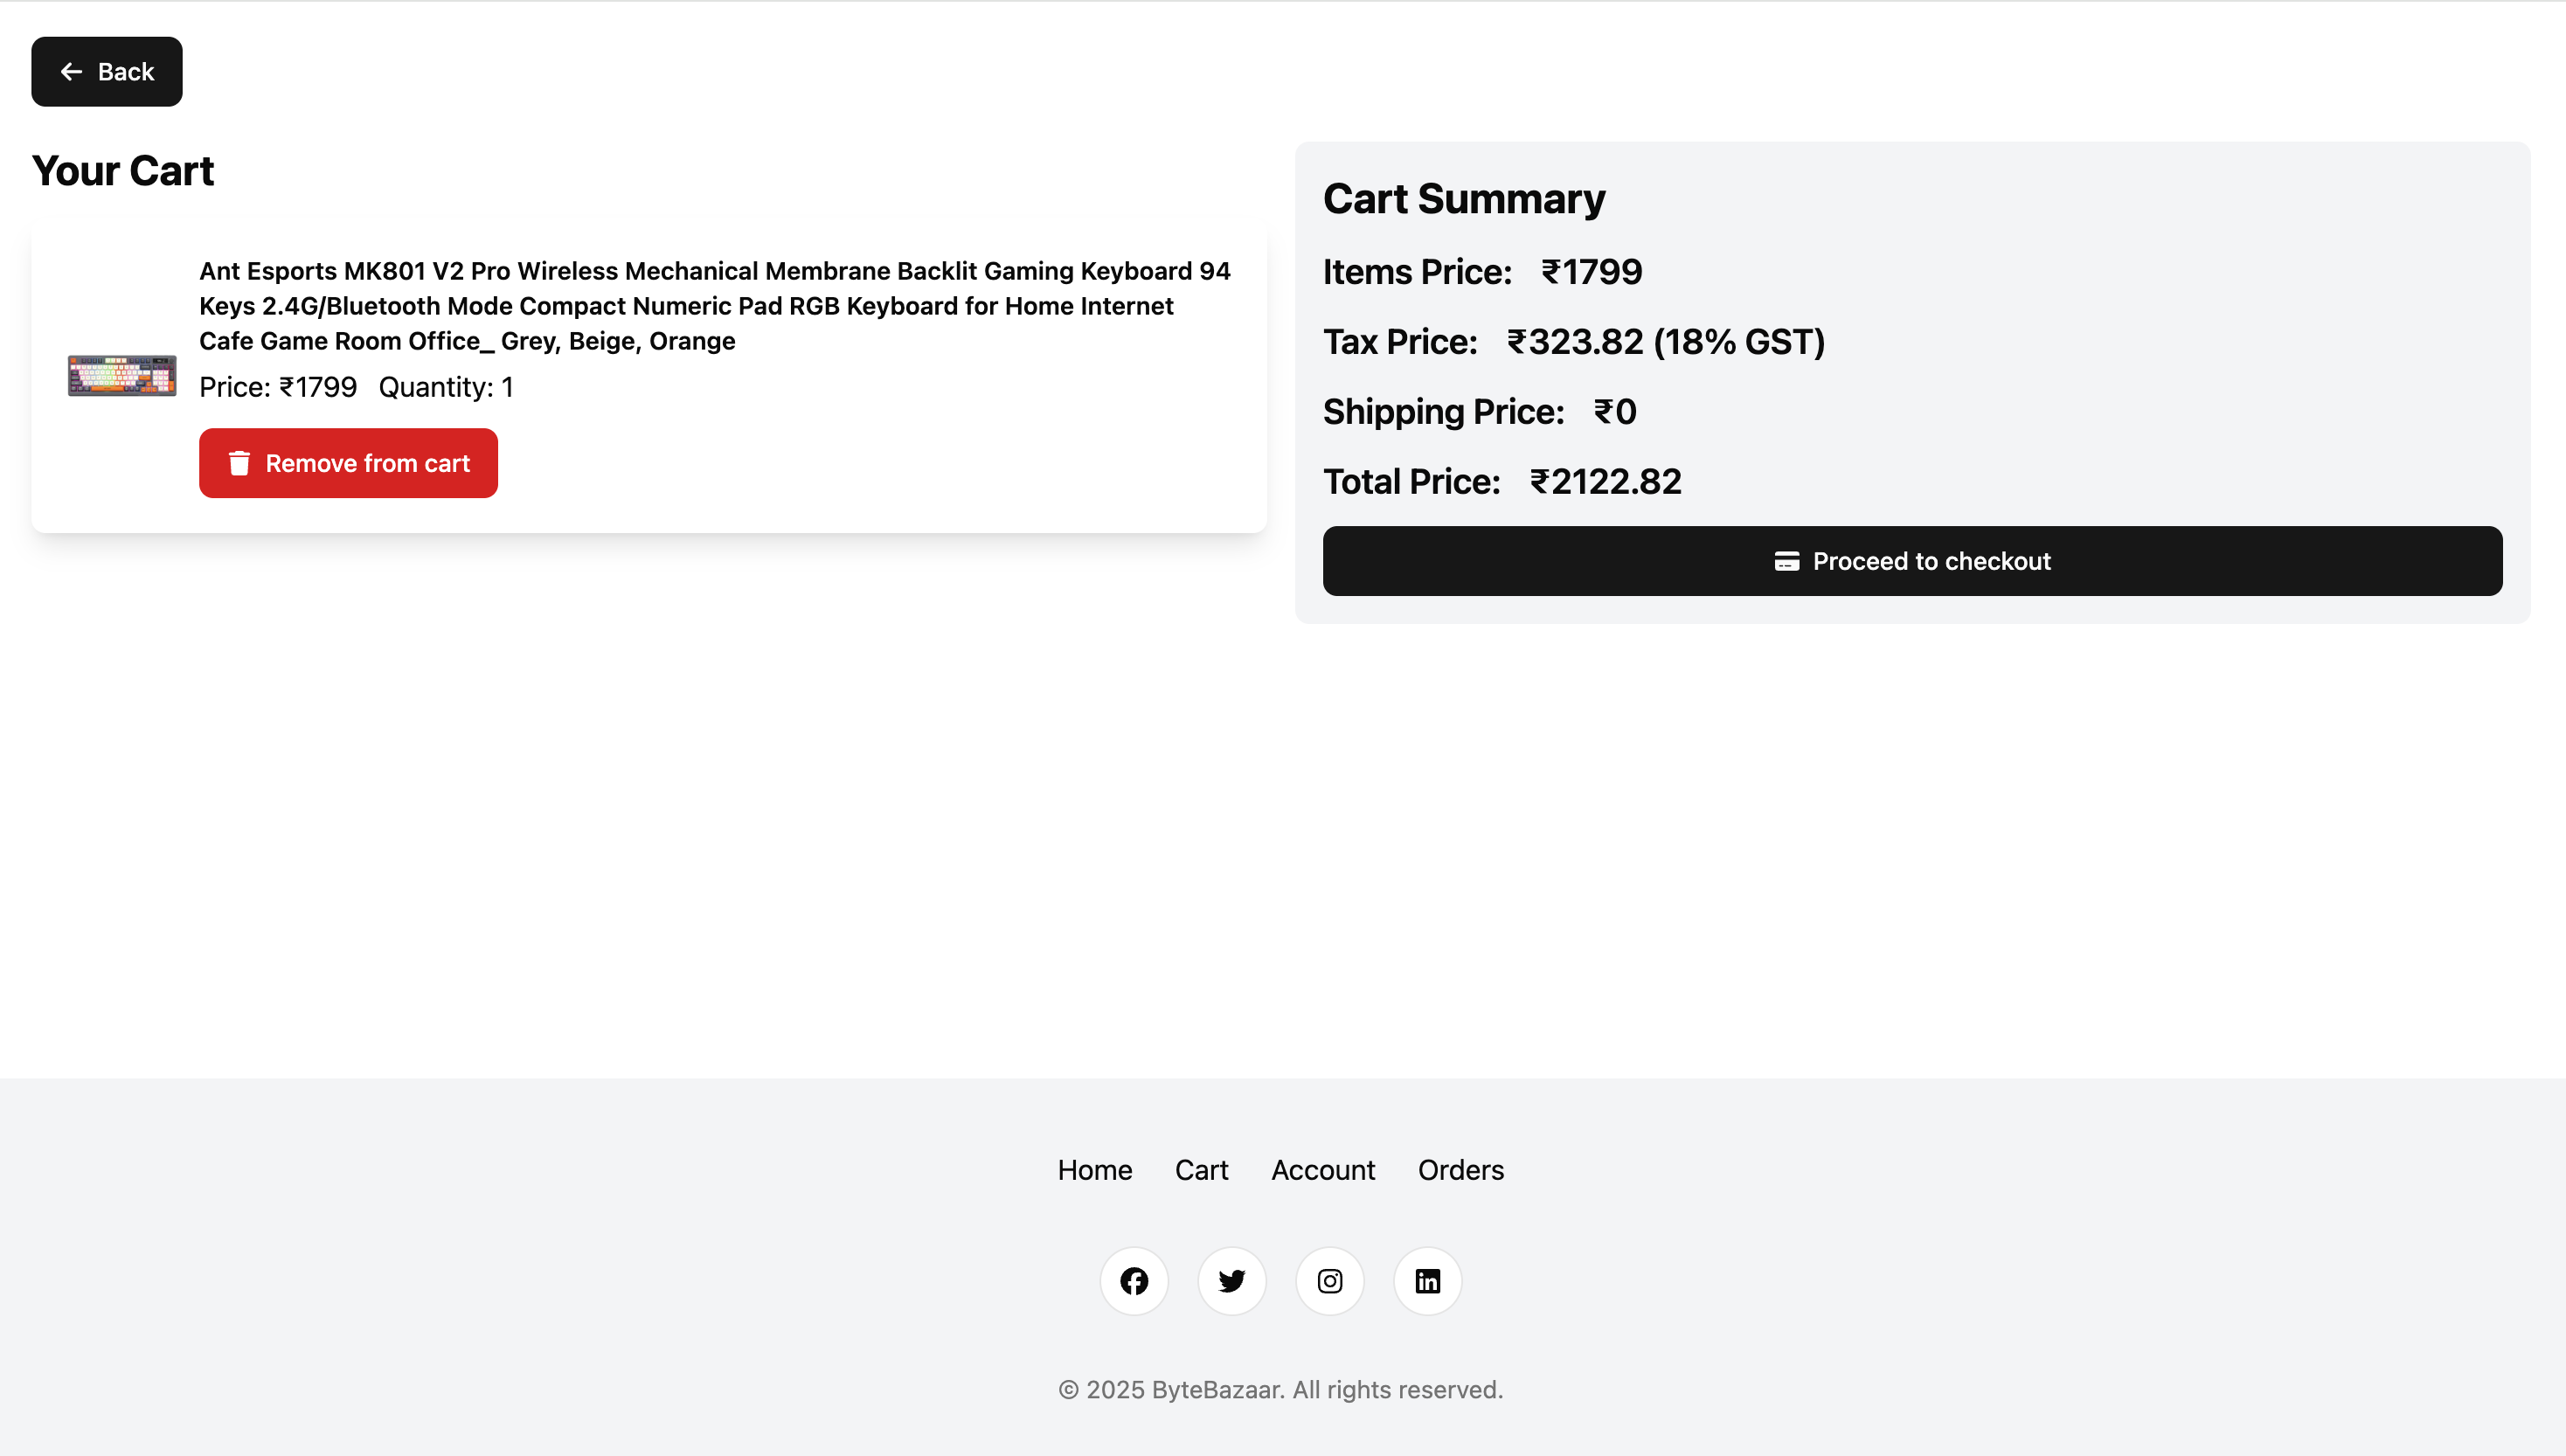 Back
Your Cart
Ant Esports MK801 V2 Pro Wireless Mechanical Membrane Backlit Gaming Keyboard 94
Keys 2.4G/Bluetooth Mode Compact Numeric Pad RGB Keyboard for Home Internet
Cafe Game Room Office_ Grey, Beige, Orange
Price: ₹1799 Quantity: 1
Remove from cart
Cart Summary
Items Price: ₹1799
Tax Price: ₹323.82 (18% GST)
Shipping Price: ₹0
Total Price: ₹2122.82
Proceed to checkout
Home Cart Account Orders
© 2025 ByteBazaar. All rights reserved.